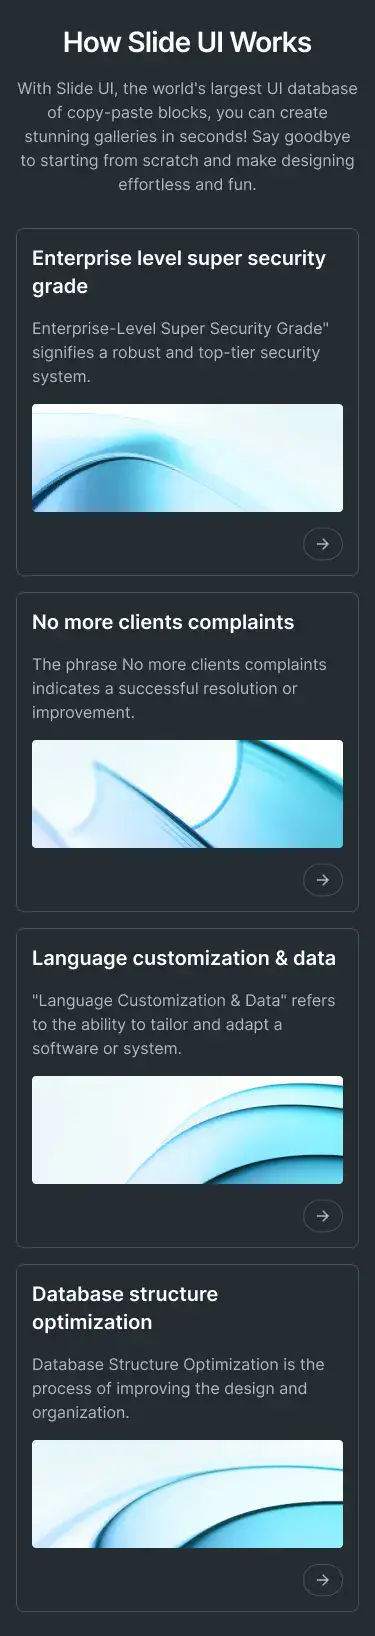 How Slide UI Works
With Slide UI, the world's largest UI database
of copy-paste blocks, you can create
stunning galleries in seconds! Say goodbye
to starting from scratch and make designing
effortless and fun.
Enterprise level super security
grade
Enterprise-Level Super Security Grade"
signifies a robust and top-tier security
system.
No more clients complaints
The phrase No more clients complaints
indicates a successful resolution or
improvement.
Language customization & data
"Language Customization & Data" refers
to the ability to tailor and adapt a
software or system.
Database structure
optimization
Database Structure Optimization is the
process of improving the design and
organization.